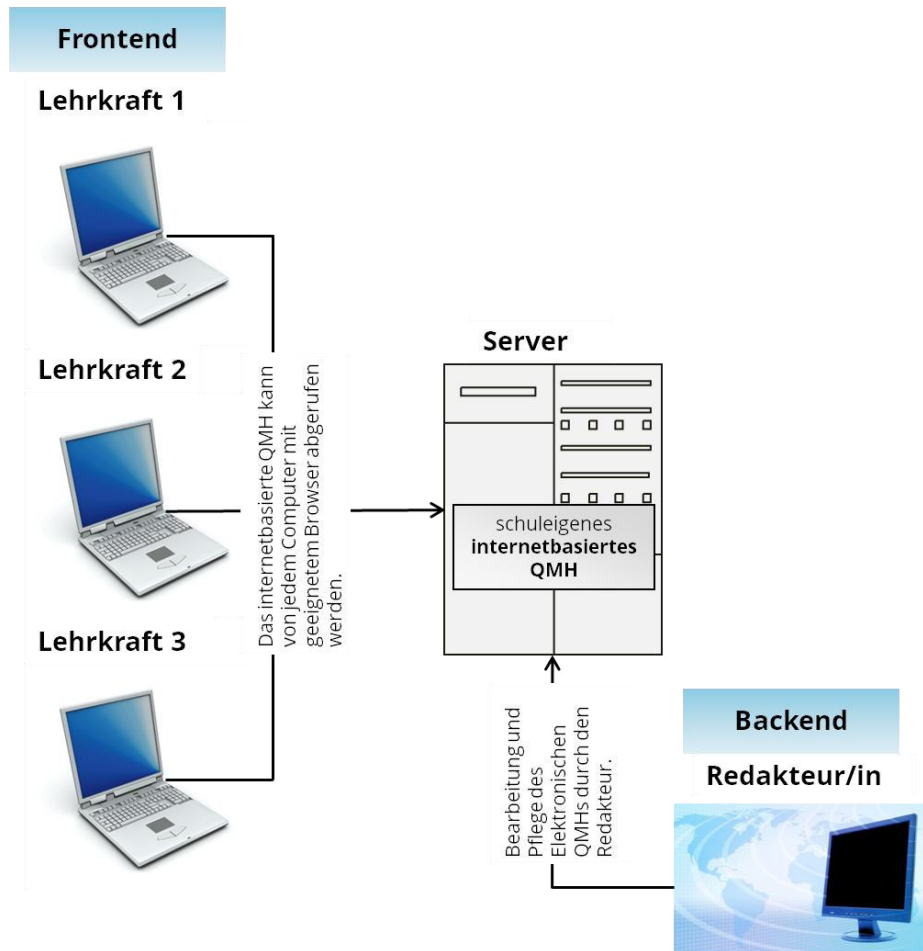 Frontend
Lehrkraft 1
Lehrkraft 2
Lehrkraft 3
Das internetbasierte QMH kann
von jedem Computer mit
geeignetem Browser abgerufen
werden.
Server
schuleigenes
internetbasiertes
QMH
Bearbeitung und
Pflege des
Elektronischen
QMHs durch den
Redakteur.
Backend
Redakteur/in